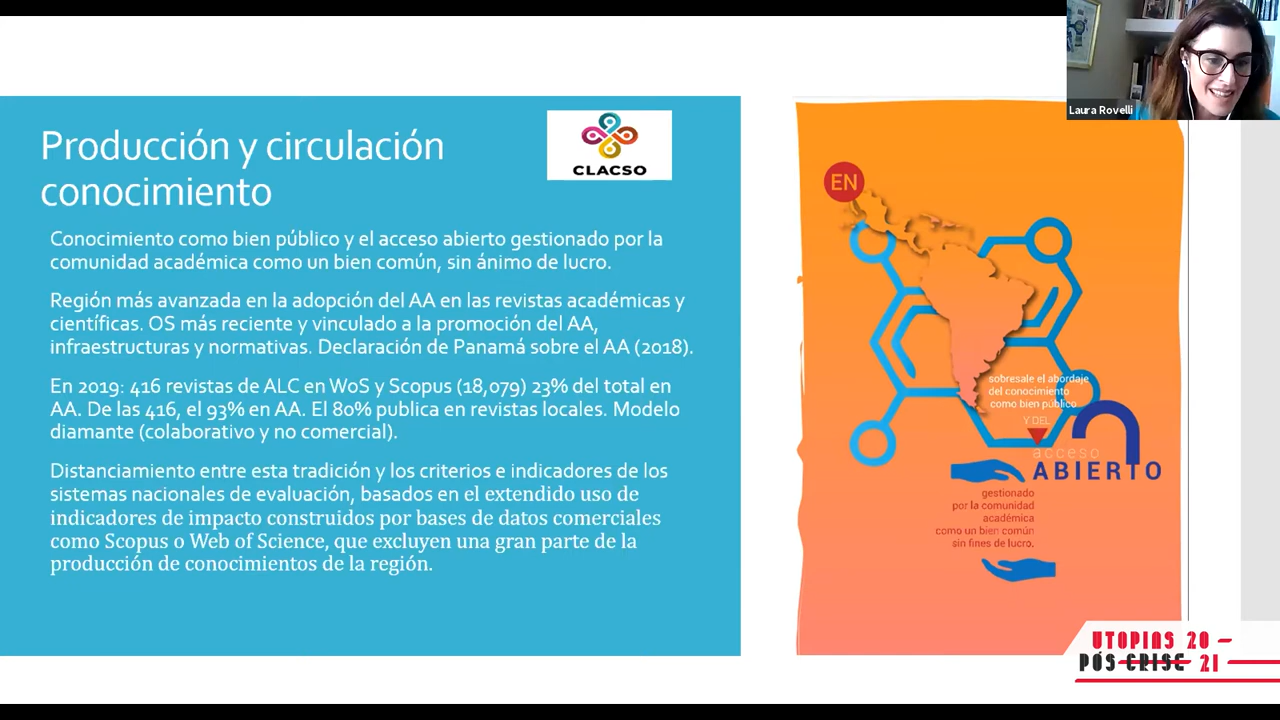 Producción y circulación
conocimiento
CLACSO
Conocimiento como bien público y el acceso abierto gestionado por la
comunidad académica como un bien común, sin ánimo de lucro.
Región más avanzada en la adopción del AA en las revistas académicas y
científicas. OS más reciente y vinculado a la promoción del AA,
infraestructuras y normativas. Declaración de Panamá sobre el AA (2018).
En 2019: 416 revistas de ALC en WoS y Scopus (18,079) 23% del total en
AA. De las 416, el 93% en AA. El 80% publica en revistas locales. Modelo
diamante (colaborativo y no comercial).
Distanciamiento entre esta tradición y los criterios e indicadores de los
sistemas nacionales de evaluación, basados en el extendido uso de
indicadores de impacto construidos por bases de datos comerciales
como Scopus o Web of Science, que excluyen una gran parte de la
producción de conocimientos de la región.
Laura Rovelli
EN
sobresale el abordaje
del conocimiento
como bien público
Y DEL
acceso
ABIERTO
gestionado
por la comunidad
académica
como un bien común
sin fines de lucro.
UTOPIAS 20
PÓS CRISE 21